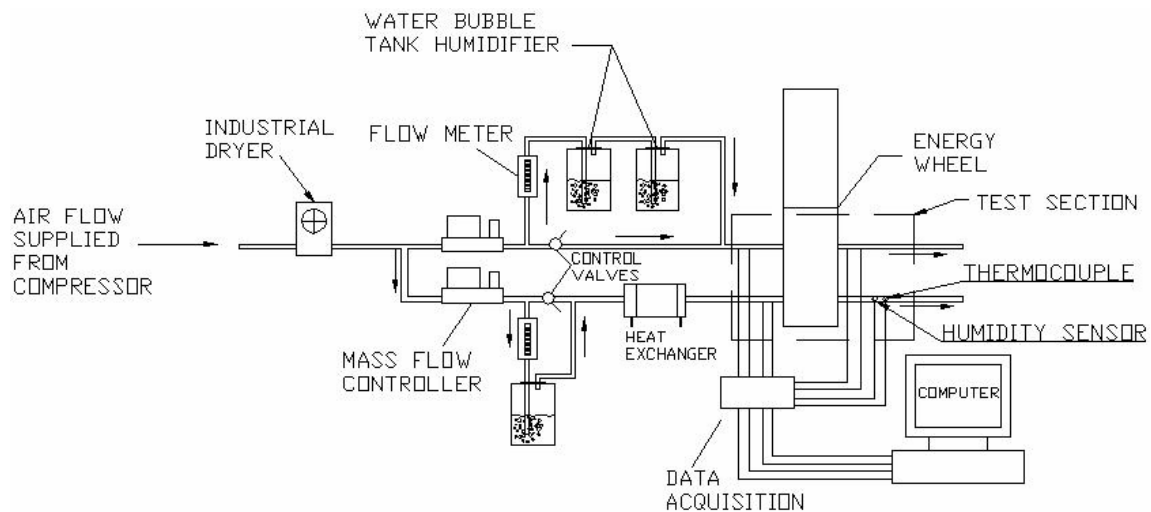 WATER BUBBLE
TANK HUMIDIFIER
INDUSTRIAL
DRYER
FLOW METER
ENERGY
WHEEL
TEST SECTION
AIR FLOW
SUPPLIED
FROM
COMPRESSOR
CONTROL
VALVES
THERMOCOUPLE
HUMIDITY SENSOR
HEAT
EXCHANGER
MASS FLOW
CONTROLLER
COMPUTER
DATA
ACQUISITION